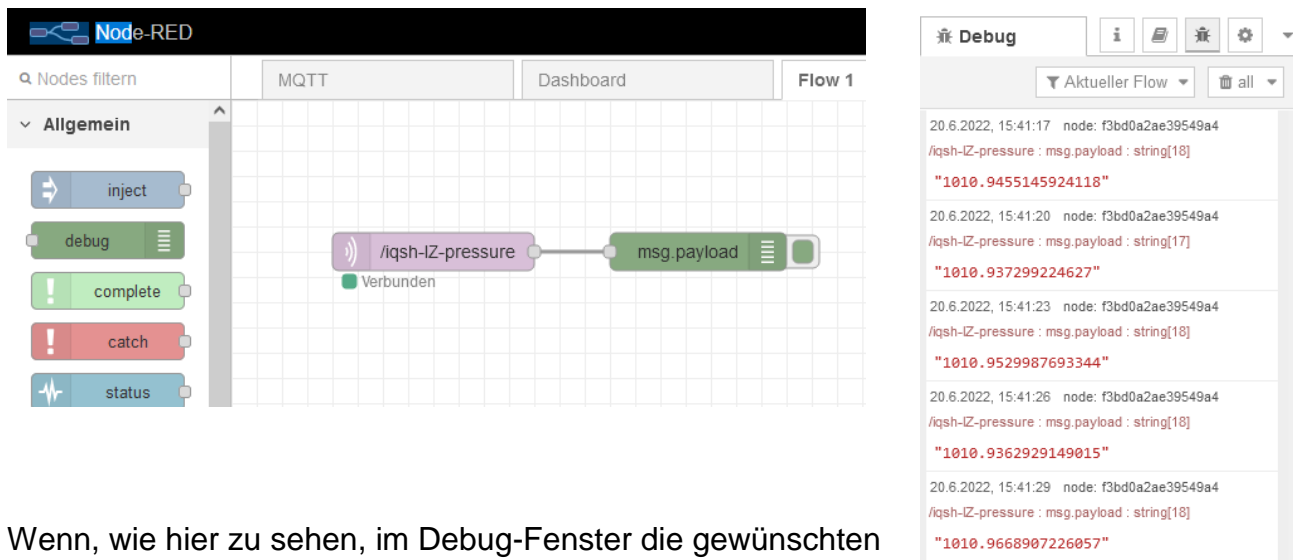 Node-RED
Nodes filtern
MQTT
Dashboard
Flow 1
Allgemein
inject
debug
complete
catch
status
/iqsh-IZ-pressure
Verbunden
msg.payload
Debug
i
Aktueller Flow
all
20.6.2022, 15:41:17 node: f3bd0a2ae39549a4
/iqsh-IZ-pressure : msg.payload : string[18]
"1010.9455145924118"
20.6.2022, 15:41:20 node: f3bd0a2ae39549a4
/iqsh-IZ-pressure : msg.payload : string[17]
"1010.937299224627"
20.6.2022, 15:41:23 node: f3bd0a2ae39549a4
/iqsh-IZ-pressure : msg.payload : string[18]
"1010.9529987693344"
20.6.2022, 15:41:26 node: f3bd0a2ae39549a4
/iqsh-IZ-pressure : msg.payload : string[18]
"1010.9362929149015"
20.6.2022, 15:41:29 node: f3bd0a2ae39549a4
/iqsh-IZ-pressure : msg.payload : string[18]
"1010.9668907226057"
Wenn, wie hier zu sehen, im Debug-Fenster die gewünschten